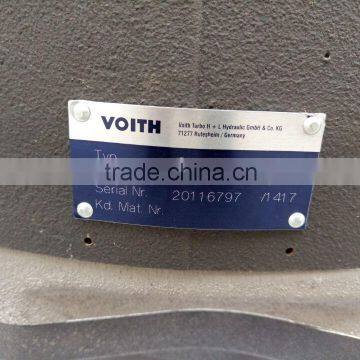 VOITH
Voith Turbo H + L Hydraulic GmbH & Co. KG
71277 Rutesheim / Germany
Typ
trade.china.cn
Serial Nr. 20116797 /1417
Kd. Mat. Nr.